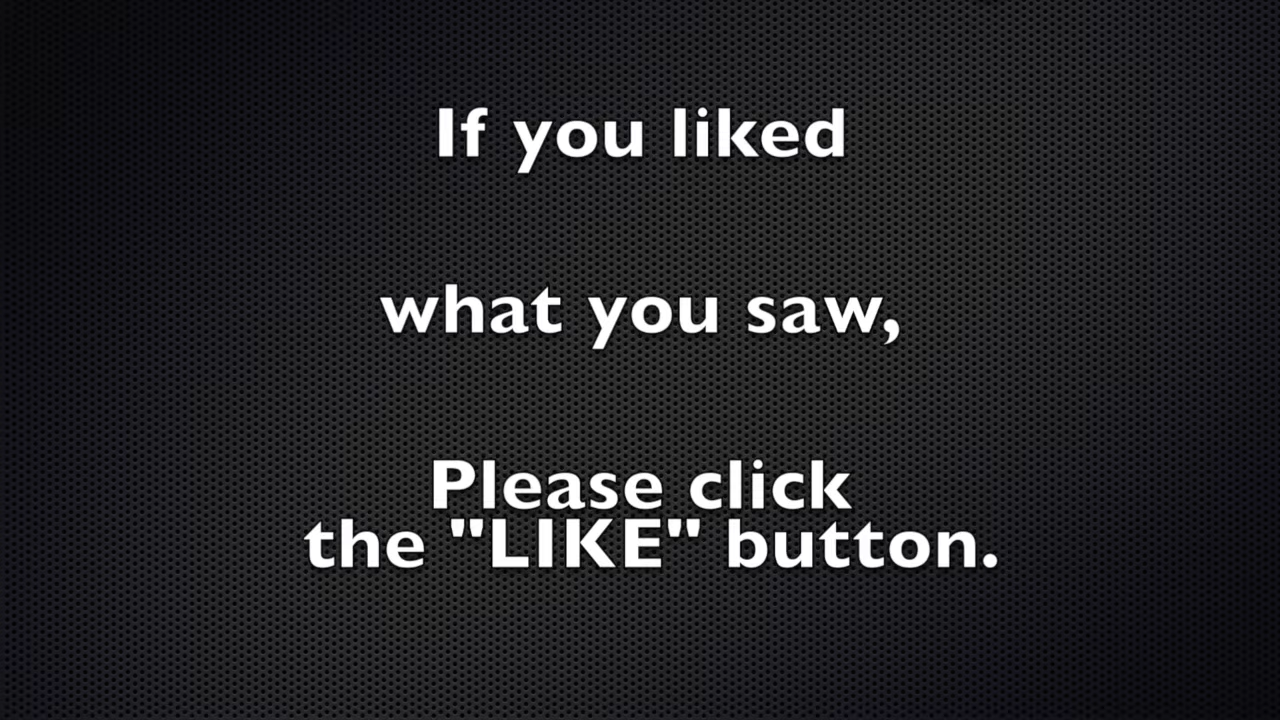 If you liked
what you saw,
Please click
the "LIKE" button.